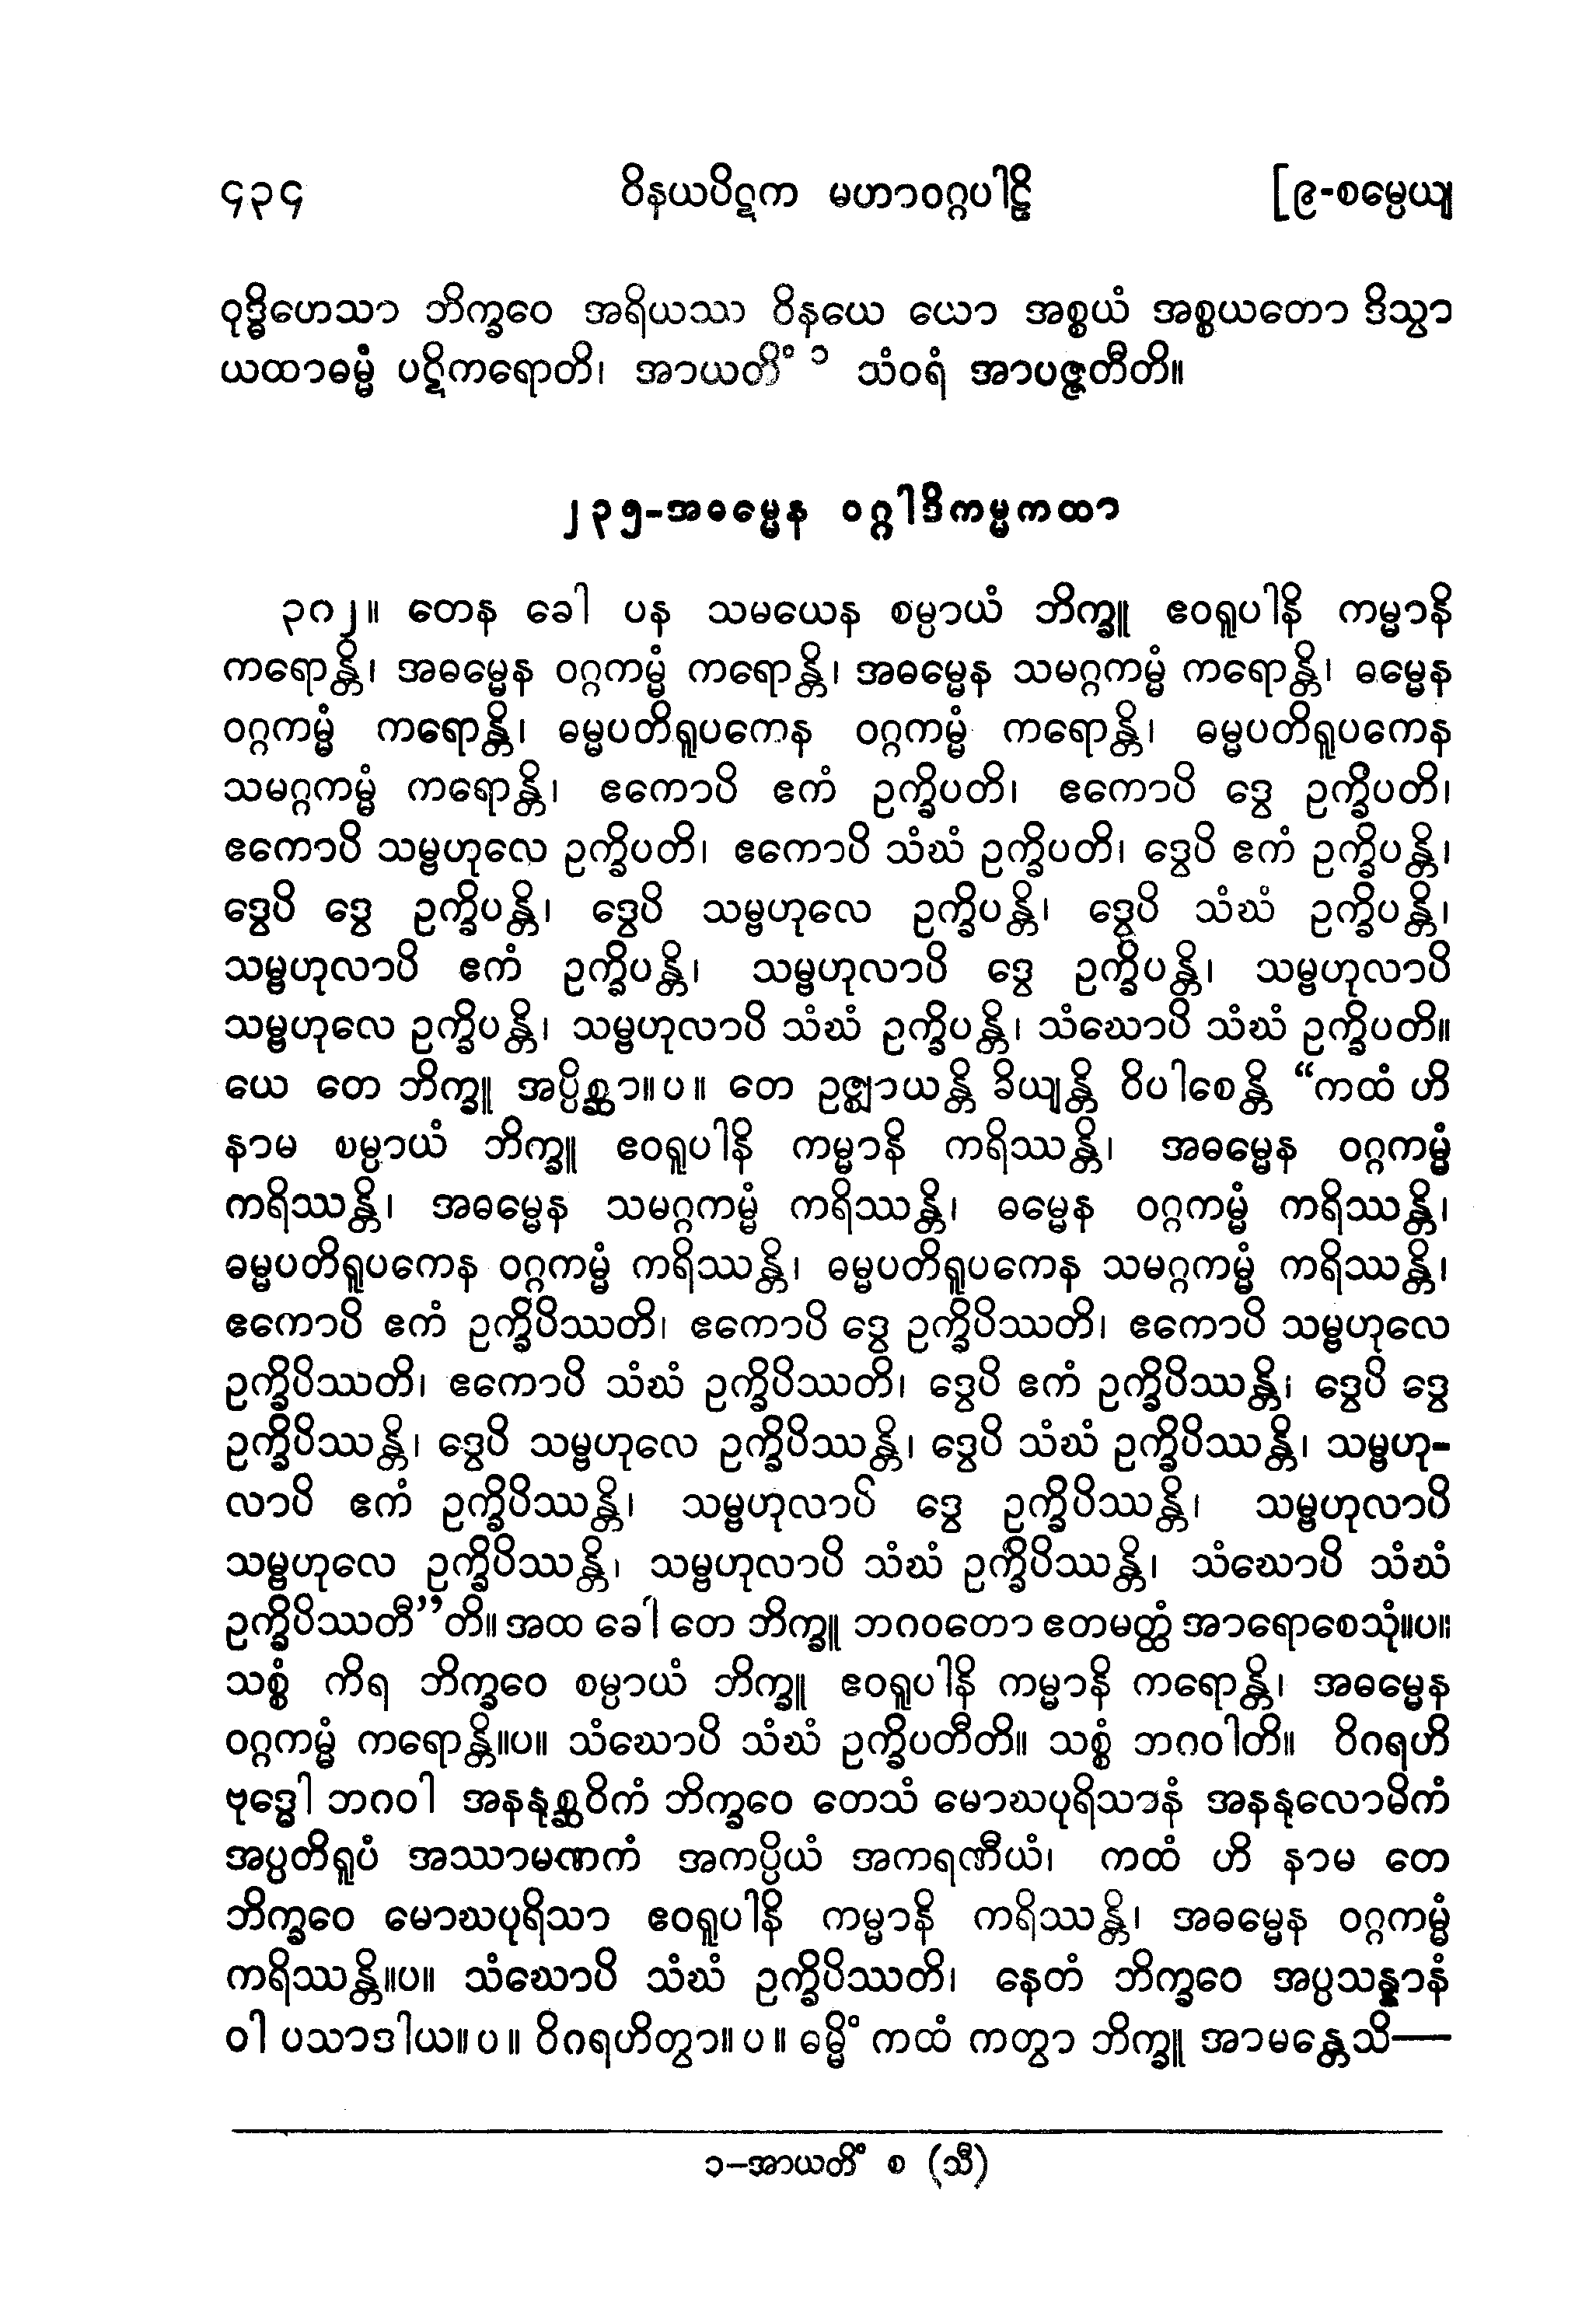 ၄၃၄ ဝိနယပိဋက မဟာဝဂ္ဂပါဠိ [၉-စမ္ပေယျ
ဝုဒ္ဓိဟေသာ ဘိက္ခဝေ အရိယဿ ဝိနယေ ယော အစ္စယံ အစ္စယတော ဒိသွာ
ယထာဓမ္မံ ပဋိကရောတိ၊ အာယတိံ ၁ သံဝရံ အာပဇ္ဇတီတိ။
၂၃၅-အဓမ္မေန ဝဂ္ဂါဒိကမ္မကထာ
၃၈၂။ တေန ခေါ ပန သမယေန စမ္ပာယံ ဘိက္ခူ ဧဝရူပါနိ ကမ္မာနိ
ကရောန္တိ၊ အဓမ္မေန ဝဂ္ဂကမ္မံ ကရောန္တိ၊ အဓမ္မေန သမဂ္ဂကမ္မံ ကရောန္တိ၊ ဓမ္မေန
ဝဂ္ဂကမ္မံ ကရောန္တိ၊ ဓမ္မပတိရူပကေန ဝဂ္ဂကမ္မံ ကရောန္တိ၊ ဓမ္မပတိရူပကေန
သမဂ္ဂကမ္မံ ကရောန္တိ၊ ဧကောပိ ဧကံ ဥက္ခိပတိ၊ ဧကောပိ ဒွေ ဥက္ခိပတိ၊
ဧကောပိ သမ္ဗဟုလေ ဥက္ခိပတိ၊ ဧကောပိ သံဃံ ဥက္ခိပတိ၊ ဒွေပိ ဧကံ ဥက္ခိပန္တိ၊
ဒွေပိ ဒွေ ဥက္ခိပန္တိ၊ ဒွေပိ သမ္ဗဟုလေ ဥက္ခိပန္တိ၊ ဒွေပိ သံဃံ ဥက္ခိပန္တိ၊
သမ္ဗဟုလာပိ ဧကံ ဥက္ခိပန္တိ၊ သမ္ဗဟုလာပိ ဒွေ ဥက္ခိပန္တိ၊ သမ္ဗဟုလာပိ
သမ္ဗဟုလေ ဥက္ခိပန္တိ၊ သမ္ဗဟုလာပိ သံဃံ ဥက္ခိပန္တိ၊ သံဃောပိ သံဃံ ဥက္ခိပတိ။
ယေ တေ ဘိက္ခူ အပ္ပိစ္ဆာ။ပ။ တေ ဥဇ္ဈာယန္တိ ခိယျန္တိ ဝိပါစေန္တိ “ကထံ ဟိ
နာမ စမ္ပာယံ ဘိက္ခူ ဧဝရူပါနိ ကမ္မာနိ ကရိဿန္တိ၊ အဓမ္မေန ဝဂ္ဂကမ္မံ
ကရိဿန္တိ၊ အဓမ္မေန သမဂ္ဂကမ္မံ ကရိဿန္တိ၊ ဓမ္မေန ဝဂ္ဂကမ္မံ ကရိဿန္တိ၊
ဓမ္မပတိရူပကေန ဝဂ္ဂကမ္မံ ကရိဿန္တိ၊ ဓမ္မပတိရူပကေန သမဂ္ဂကမ္မံ ကရိဿန္တိ၊
ဧကောပိ ဧကံ ဥက္ခိပိဿတိ၊ ဧကောပိ ဒွေ ဥက္ခိပိဿတိ၊ ဧကောပိ သမ္ဗဟုလေ
ဥက္ခိပိဿတိ၊ ဧကောပိ သံဃံ ဥက္ခိပိဿတိ၊ ဒွေပိ ဧကံ ဥက္ခိပိဿန္တိ၊ ဒွေပိ ဒွေ
ဥက္ခိပိဿန္တိ၊ ဒွေပိ သမ္ဗဟုလေ ဥက္ခိပိဿန္တိ၊ ဒွေပိ သံဃံ ဥက္ခိပိဿန္တိ၊ သမ္ဗဟု-
လာပိ ဧကံ ဥက္ခိပိဿန္တိ၊ သမ္ဗဟုလာပိ ဒွေ ဥက္ခိပိဿန္တိ၊ သမ္ဗဟုလာပိ
သမ္ဗဟုလေ ဥက္ခိပိဿန္တိ၊ သမ္ဗဟုလာပိ သံဃံ ဥက္ခိပိဿန္တိ၊ သံဃောပိ သံဃံ
ဥက္ခိပိဿတီ”တိ။ အထ ခေါ တေ ဘိက္ခူ ဘဂဝတော ဧတမတ္ထံ အာရောစေသုံ။ပ။
သစ္စံ ကိရ ဘိက္ခဝေ စမ္ပာယံ ဘိက္ခူ ဧဝရူပါနိ ကမ္မာနိ ကရောန္တိ၊ အဓမ္မေန
ဝဂ္ဂကမ္မံ ကရောန္တိ။ပ။ သံဃောပိ သံဃံ ဥက္ခိပတီတိ။ သစ္စံ ဘဂဝါတိ။ ဝိဂရဟိ
ဗုဒ္ဓေါ ဘဂဝါ အနနုစ္ဆဝိကံ ဘိက္ခဝေ တေသံ မောဃပုရိသာနံ အနနုလောမိကံ
အပ္ပတိရူပံ အဿာမဏကံ အကပ္ပိယံ အကရဏီယံ၊ ကထံ ဟိ နာမ တေ
ဘိက္ခဝေ မောဃပုရိသာ ဧဝရူပါနိ ကမ္မာနိ ကရိဿန္တိ၊ အဓမ္မေန ဝဂ္ဂကမ္မံ
ကရိဿန္တိ။ပ။ သံဃောပိ သံဃံ ဥက္ခိပိဿတိ၊ နေတံ ဘိက္ခဝေ အပ္ပသန္နာနံ
ဝါ ပသာဒါယ။ပ။ ဝိဂရဟိတွာ။ပ။ ဓမ္မိံ ကထံ ကတွာ ဘိက္ခူ အာမန္တေသိ—
၁-အာယတိံ စ (သီ)